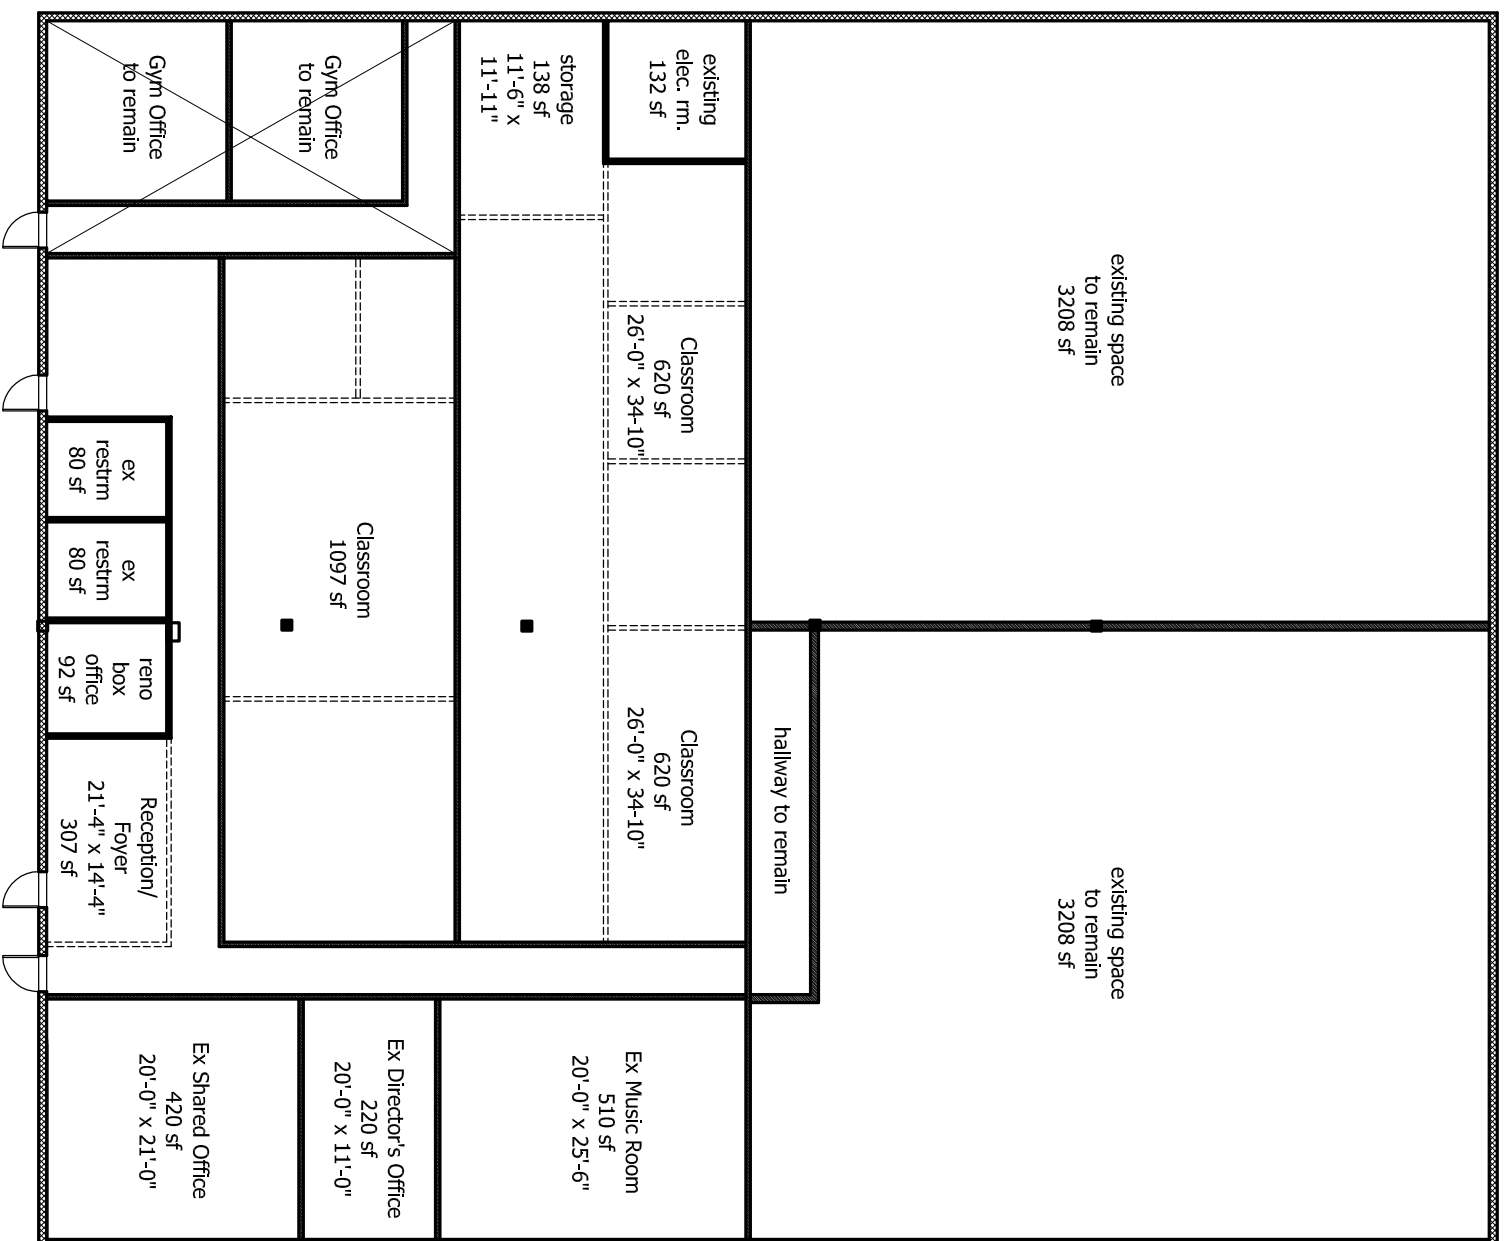 Gym Office
to remain
Gym Office
to remain
storage
138 sf
11'-6" x
11'-11"
existing
elec. rm.
132 sf
existing space
to remain
3208 sf
Classroom
620 sf
26'-0" x 34-10"
ex
restrm
80 sf
ex
restrm
80 sf
reno
box
office
92 sf
Classroom
1097 sf
Classroom
620 sf
26'-0" x 34-10"
hallway to remain
Reception/
Foyer
21'-4" x 14'-4"
307 sf
existing space
to remain
3208 sf
Ex Shared Office
420 sf
20'-0" x 21'-0"
Ex Director's Office
220 sf
20'-0" x 11'-0"
Ex Music Room
510 sf
20'-0" x 25'-6"